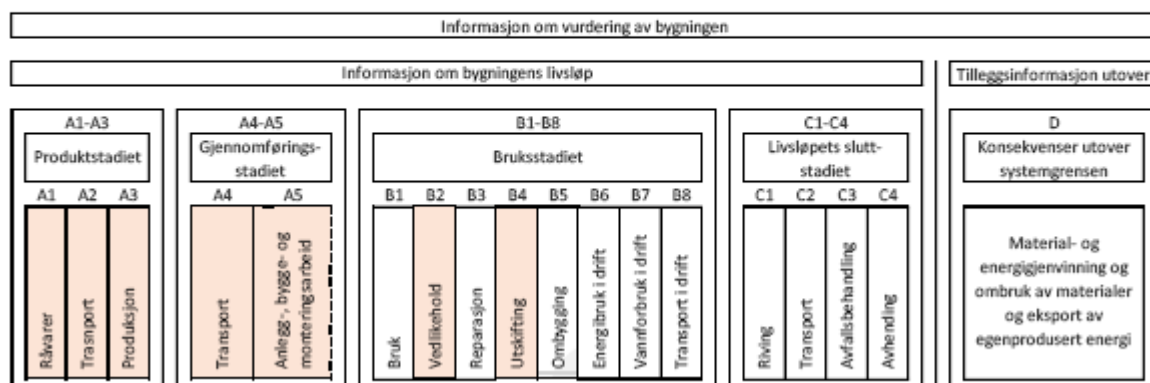 Informasjon om vurdering av bygningen
Informasjon om bygningens livsløp
Tilleggsinformasjon utover
A1-A3
Produktstadiet
A1 A2 A3
Råvarer
Trasnport
Produksjon
A4-A5
Gjennomførings-
stadiet
A4 A5
Transport
Anlegg-, bygge- og
monteringsarbeid
B1-B8
Bruksstadiet
B1 B2 B3 B4 B5 B6 B7 B8
Bruk
Vedlikehold
Reparasjon
Utskifting
Ombygging
Energibruk i drift
Vannforbruk i drift
Transport i drift
C1-C4
Livsløpets slutt-
stadiet
C1 C2 C3 C4
Riving
Transport
Avfallsbehandling
Avhending
D
Konsekvenser utover
systemgrensen
Material- og
energigjenvinning og
ombruk av materialer
og eksport av
egenprodusert energi